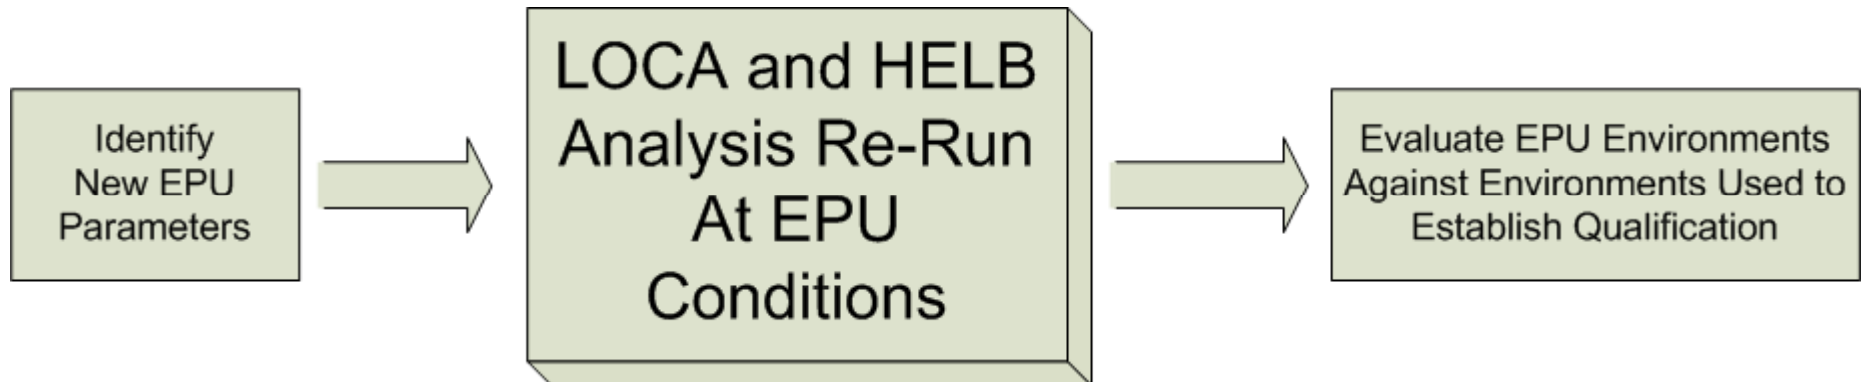 Identify
New EPU
Parameters
LOCA and HELB
Analysis Re-Run
At EPU
Conditions
Evaluate EPU Environments
Against Environments Used to
Establish Qualification